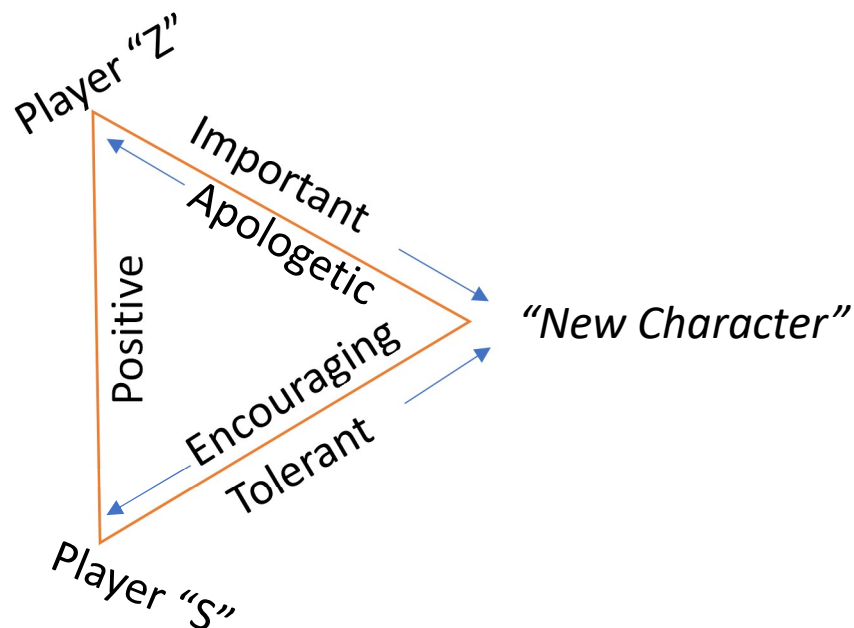 Player “Z”
Important
Apologetic
Positive
“New Character”
Encouraging
Tolerant
Player “S”